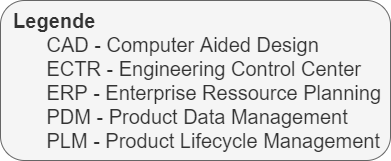 Legende
CAD - Computer Aided Design
ECTR - Engineering Control Center
ERP - Enterprise Ressource Planning
PDM - Product Data Management
PLM - Product Lifecycle Management